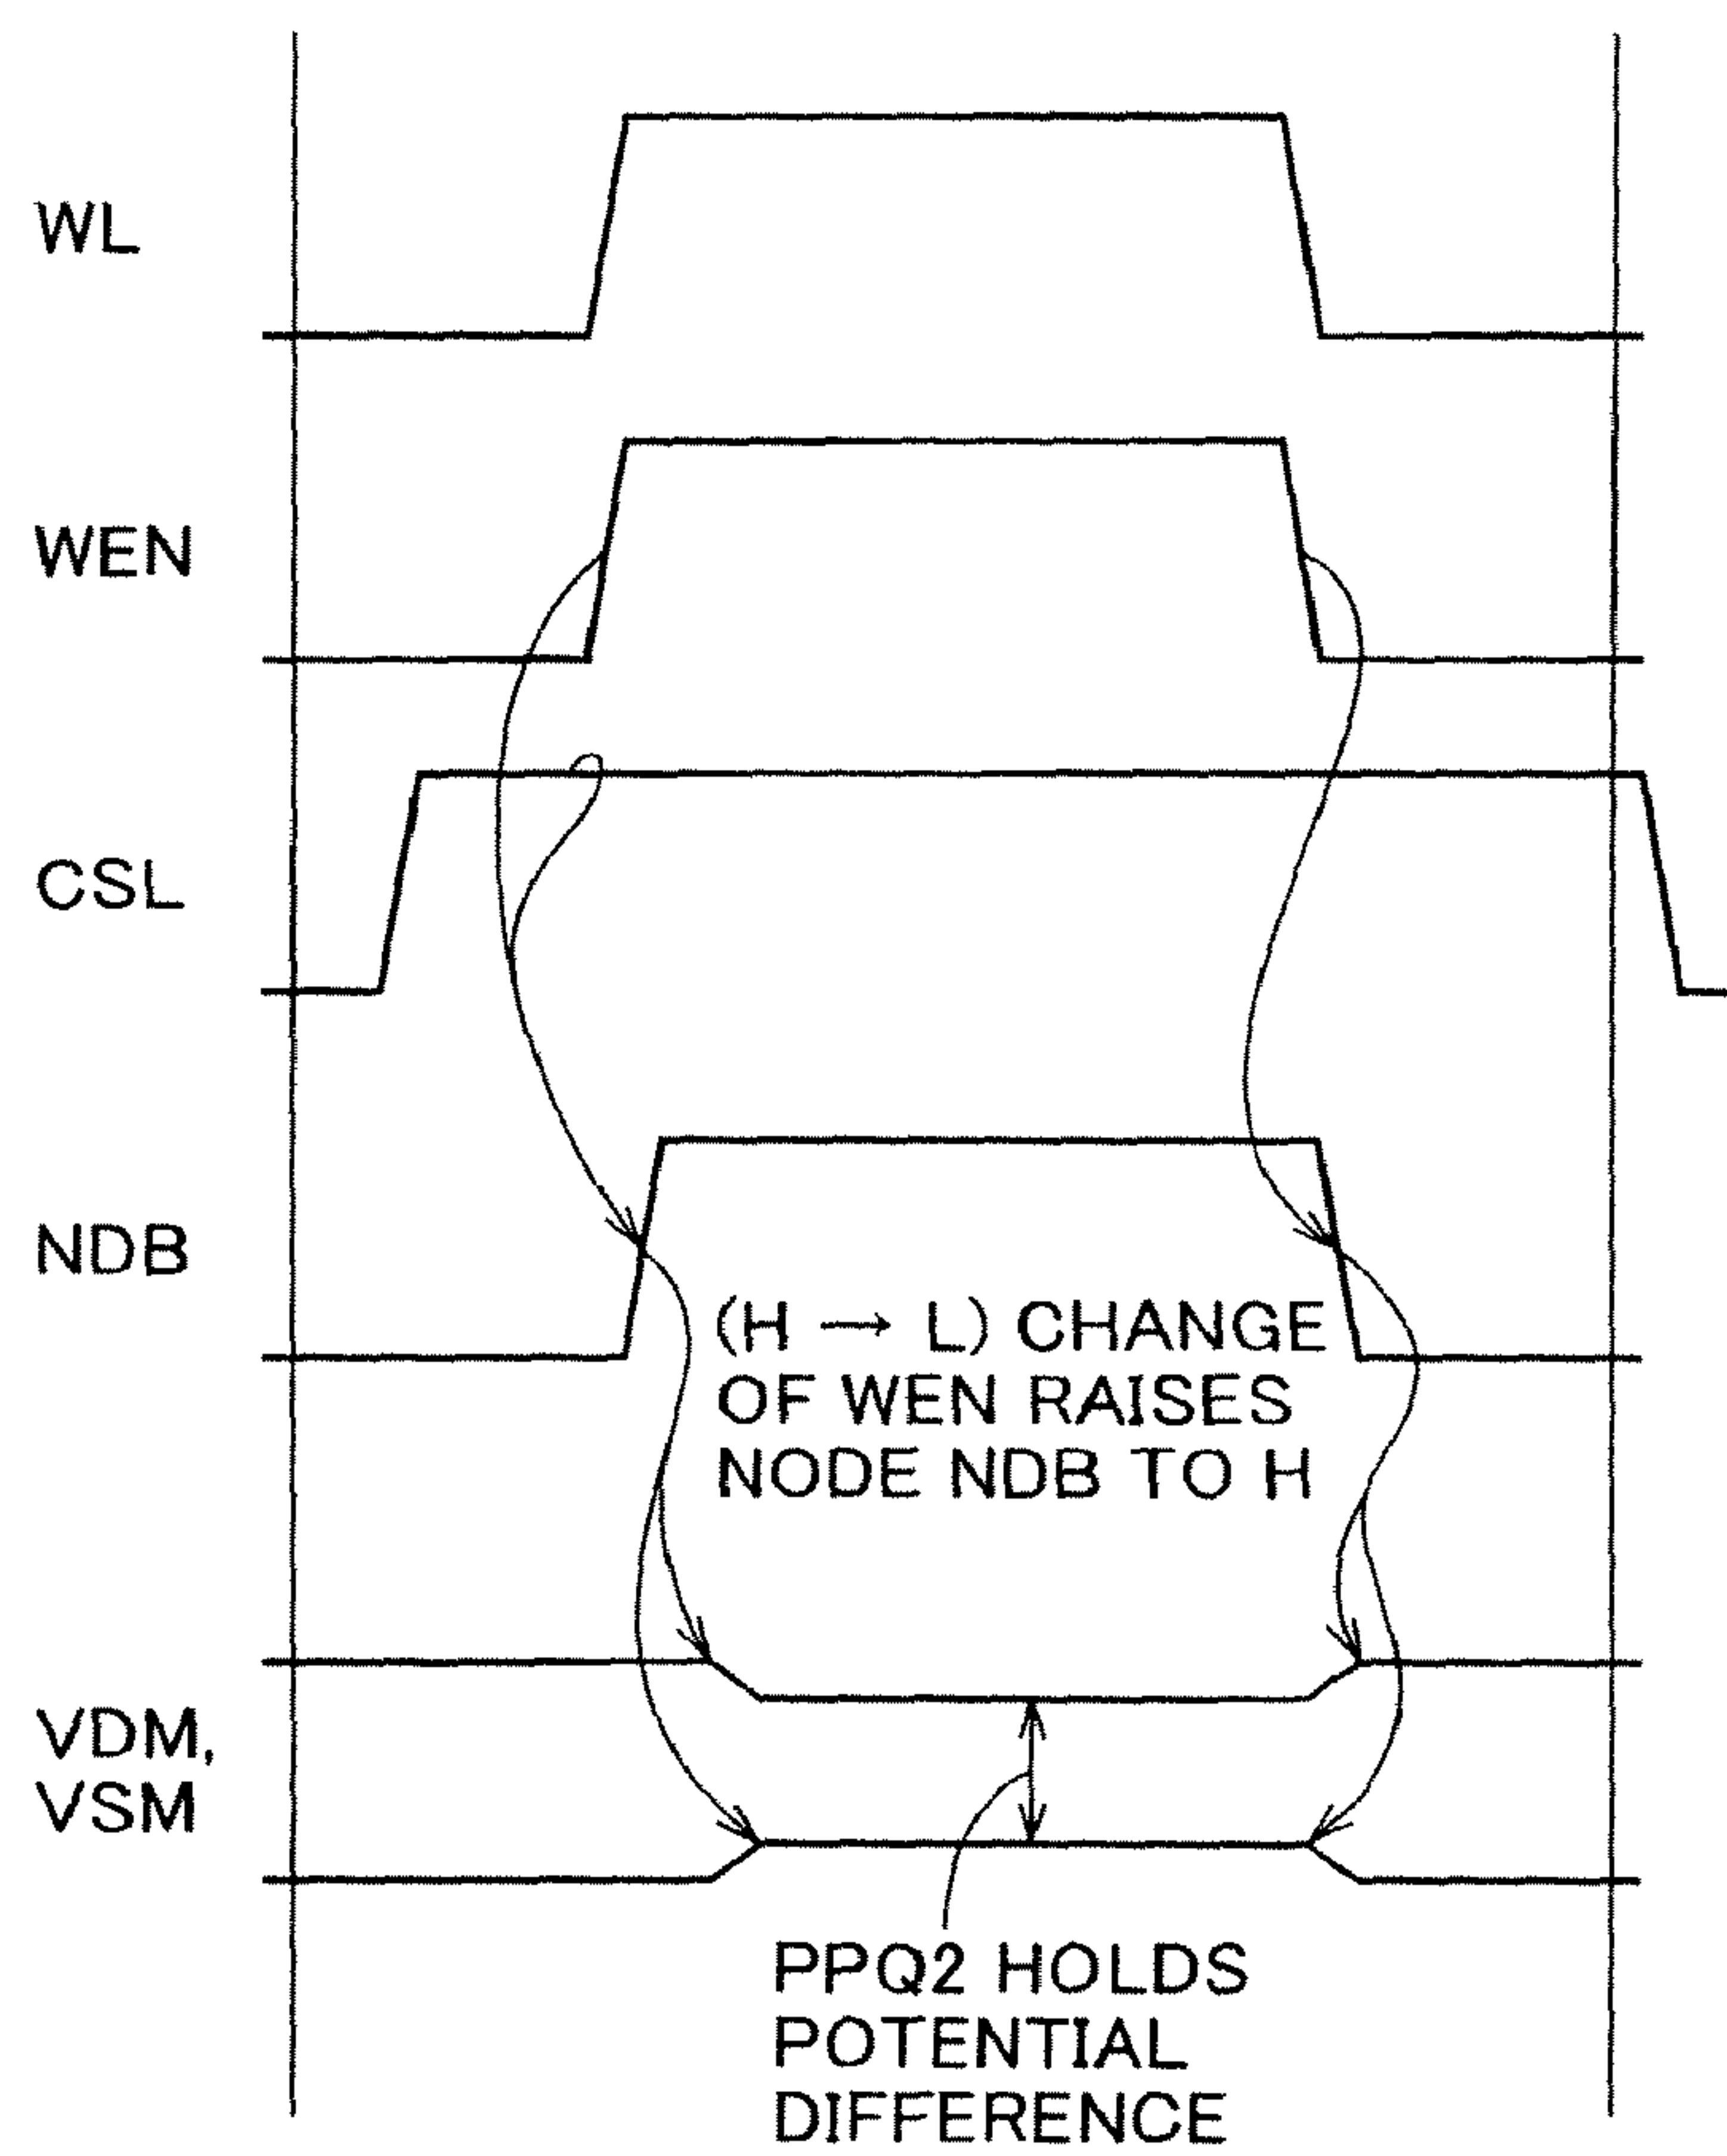 WL
WEN
CSL
NDB
(H → L) CHANGE
OF WEN RAISES
NODE NDB TO H
VDM,
VSM
PPQ2 HOLDS
POTENTIAL
DIFFERENCE